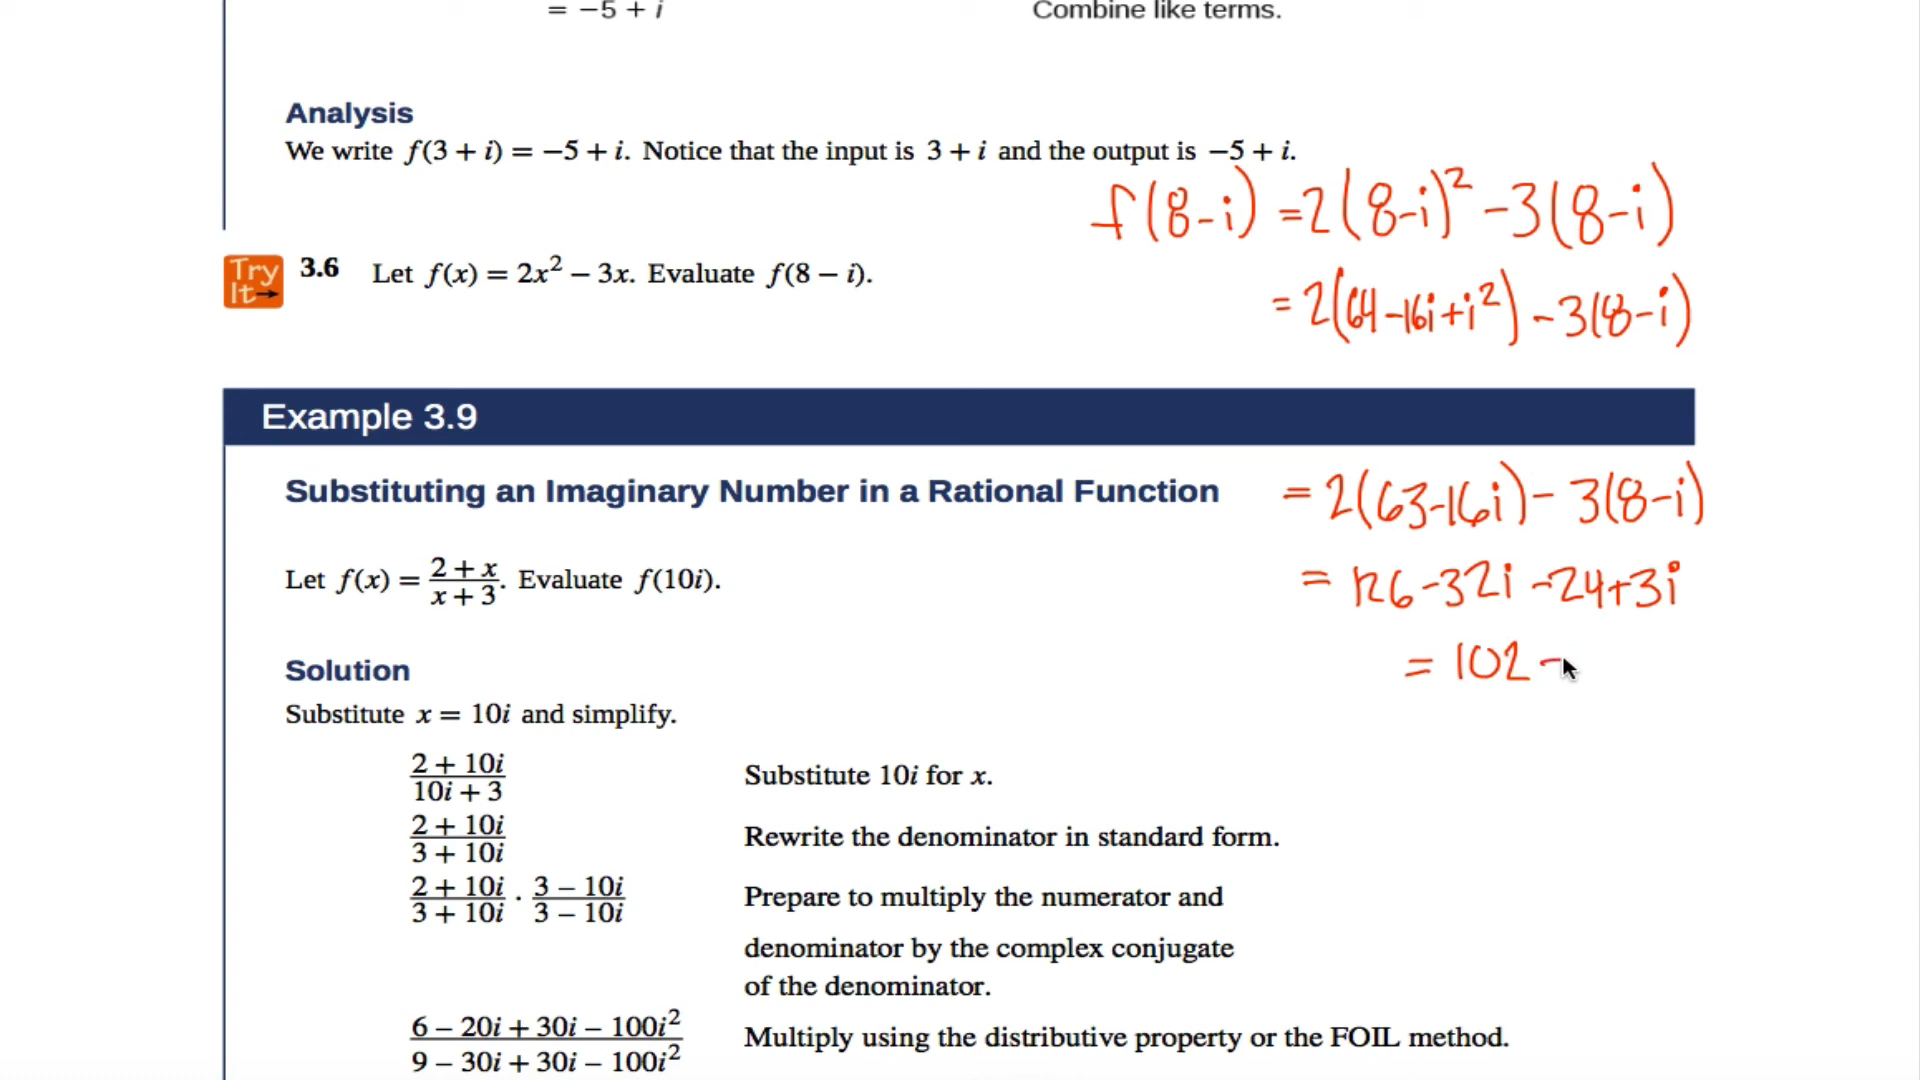 = −5 + i Combine like terms.
Analysis
We write f(3 + i) = −5 + i. Notice that the input is 3 + i and the output is −5 + i.
f(8-i) = 2(8-i)² - 3(8-i)
Try It→ 3.6 Let f(x) = 2x² − 3x. Evaluate f(8 − i).
= 2(64-16i+i²) - 3(8-i)
Example 3.9
Substituting an Imaginary Number in a Rational Function
= 2(63-16i) - 3(8-i)
Let f(x) = (2 + x)/(x + 3). Evaluate f(10i).
= 126-32i -24+3i
= 102 -
Solution
Substitute x = 10i and simplify.
(2 + 10i)/(10i + 3) Substitute 10i for x.
(2 + 10i)/(3 + 10i) Rewrite the denominator in standard form.
(2 + 10i)/(3 + 10i) · (3 − 10i)/(3 − 10i) Prepare to multiply the numerator and
denominator by the complex conjugate
of the denominator.
(6 − 20i + 30i − 100i²)/(9 − 30i + 30i − 100i²) Multiply using the distributive property or the FOIL method.